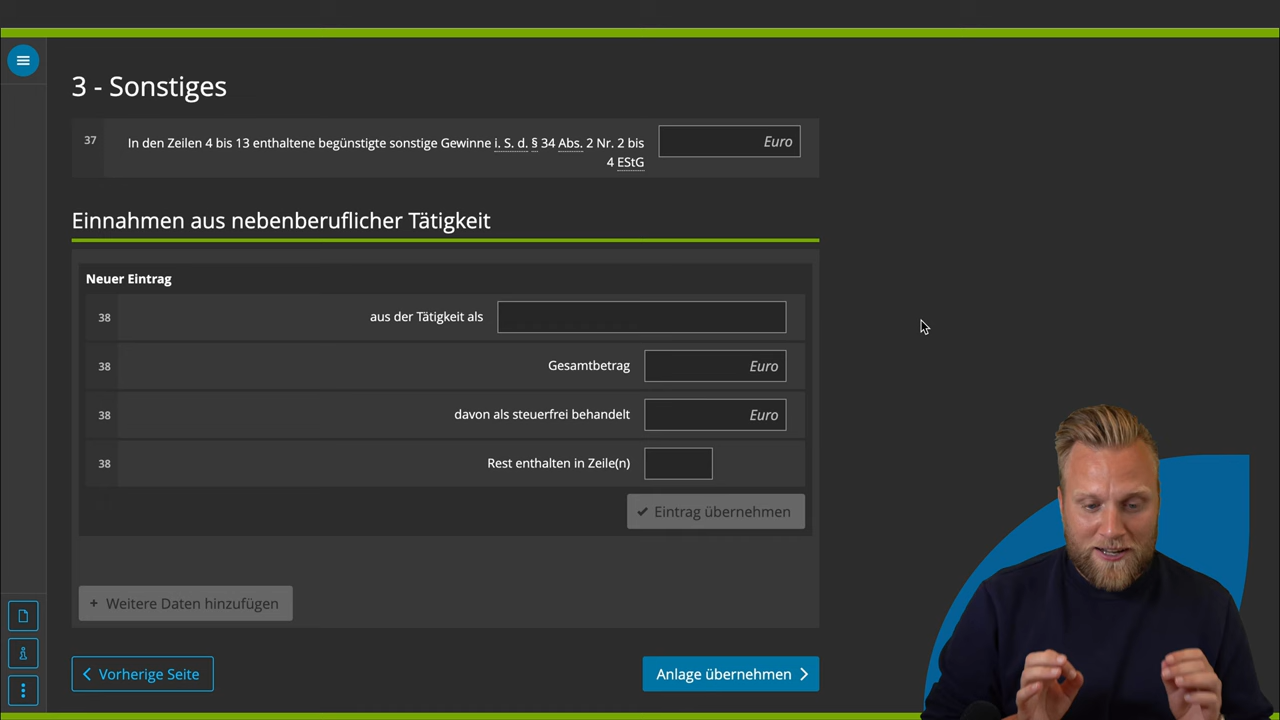 3 - Sonstiges
37
In den Zeilen 4 bis 13 enthaltene begünstigte sonstige Gewinne i. S. d. § 34 Abs. 2 Nr. 2 bis
4 EStG
Euro
Einnahmen aus nebenberuflicher Tätigkeit
Neuer Eintrag
38 aus der Tätigkeit als
38 Gesamtbetrag Euro
38 davon als steuerfrei behandelt Euro
38 Rest enthalten in Zeile(n)
Eintrag übernehmen
+ Weitere Daten hinzufügen
Vorherige Seite
Anlage übernehmen